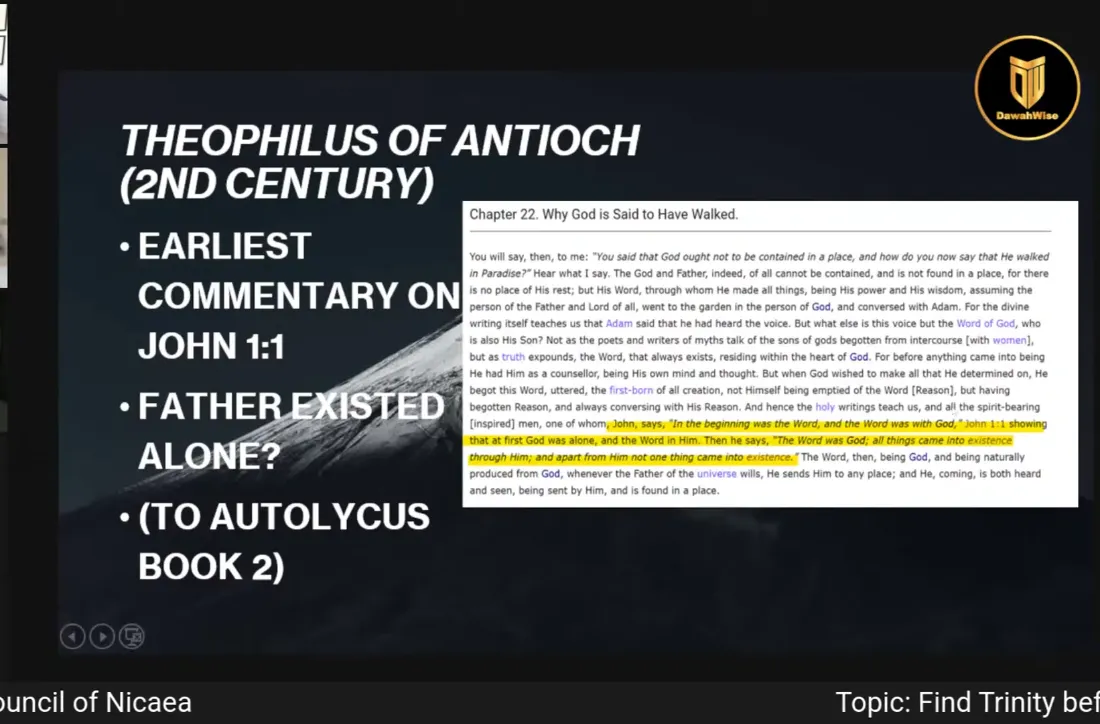 DawahWise
THEOPHILUS OF ANTIOCH
(2ND CENTURY)
• EARLIEST
COMMENTARY ON
JOHN 1:1
• FATHER EXISTED
ALONE?
• (TO AUTOLYCUS
BOOK 2)
Chapter 22. Why God is Said to Have Walked.
You will say, then, to me: "You said that God ought not to be contained in a place, and how do you now say that He walked
in Paradise?" Hear what I say. The God and Father, indeed, of all cannot be contained, and is not found in a place, for there
is no place of His rest; but His Word, through whom He made all things, being His power and His wisdom, assuming the
person of the Father and Lord of all, went to the garden in the person of God, and conversed with Adam. For the divine
writing itself teaches us that Adam said that he had heard the voice. But what else is this voice but the Word of God, who
is also His Son? Not as the poets and writers of myths talk of the sons of gods begotten from intercourse [with women],
but as truth expounds, the Word, that always exists, residing within the heart of God. For before anything came into being
He had Him as a counsellor, being His own mind and thought. But when God wished to make all that He determined on, He
begot this Word, uttered, the first-born of all creation, not Himself being emptied of the Word [Reason], but having
begotten Reason, and always conversing with His Reason. And hence the holy writings teach us, and all the spirit-bearing
[inspired] men, one of whom, John, says, "In the beginning was the Word, and the Word was with God," John 1:1 showing
that at first God was alone, and the Word in Him. Then he says, "The Word was God; all things came into existence
through Him; and apart from Him not one thing came into existence." The Word, then, being God, and being naturally
produced from God, whenever the Father of the universe wills, He sends Him to any place; and He, coming, is both heard
and seen, being sent by Him, and is found in a place.
ouncil of Nicaea
Topic: Find Trinity bef